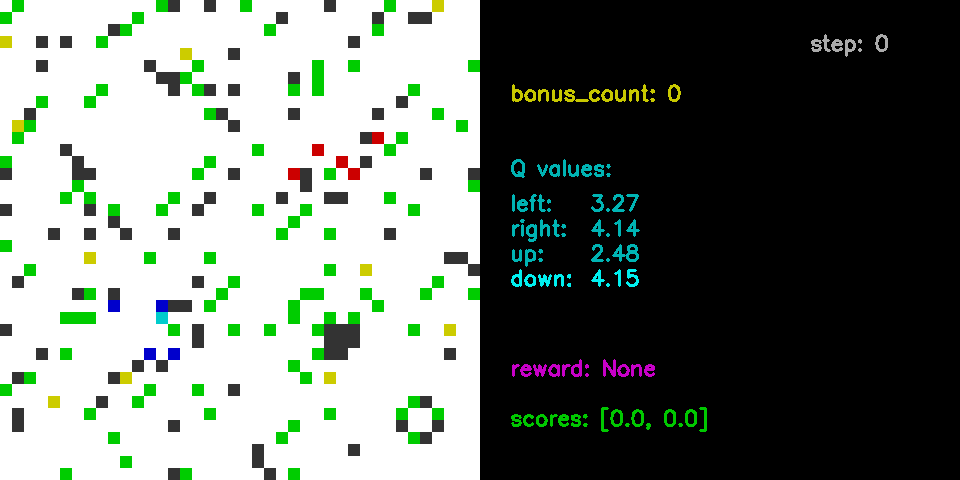 step: 0
bonus_count: 0
Q values:
left: 3.27
right: 4.14
up: 2.48
down: 4.15
reward: None
scores: [0.0, 0.0]